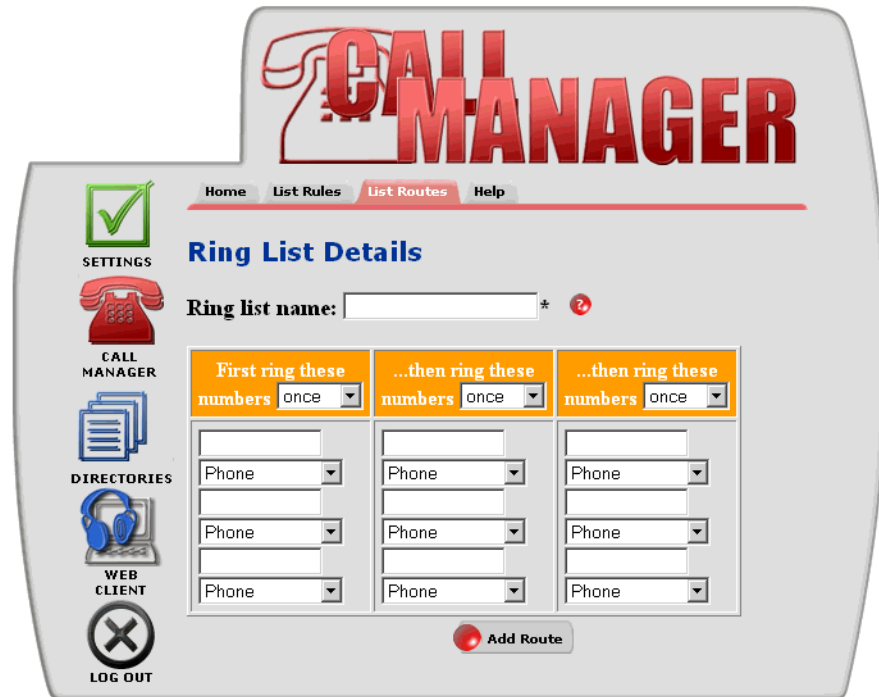 CALL
MANAGER
Home List Rules List Routes Help
SETTINGS
CALL
MANAGER
DIRECTORIES
WEB
CLIENT
LOG OUT
Ring List Details
Ring list name: * ?
First ring these
numbers once
...then ring these
numbers once
...then ring these
numbers once
Phone Phone Phone
Phone Phone Phone
Phone Phone Phone
Add Route